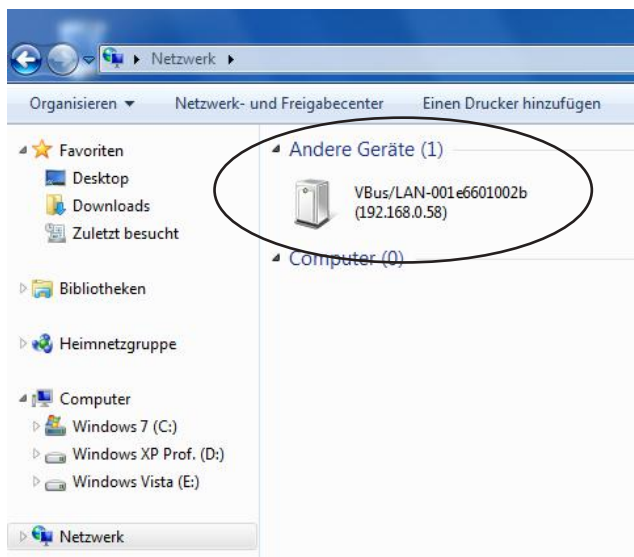 Netzwerk
Organisieren Netzwerk- und Freigabecenter Einen Drucker hinzufügen
Favoriten
Desktop
Downloads
Zuletzt besucht
Bibliotheken
Heimnetzgruppe
Computer
Windows 7 (C:)
Windows XP Prof. (D:)
Windows Vista (E:)
Netzwerk
Andere Geräte (1)
VBus/LAN-001e6601002b
(192.168.0.58)
Computer (0)